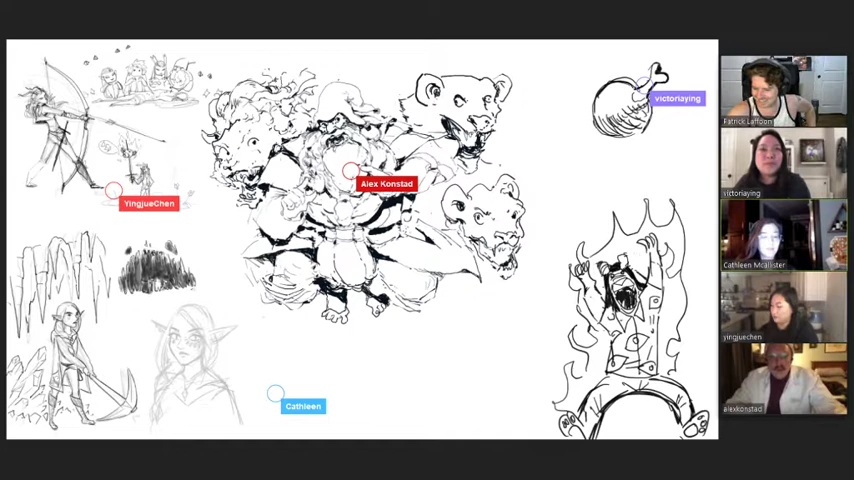 victoriaying
Alex Konstad
YingjueChen
Cathleen
Patrick Laffoon
victoriaying
Cathleen Mcallister
yingjuechen
alexkonstad